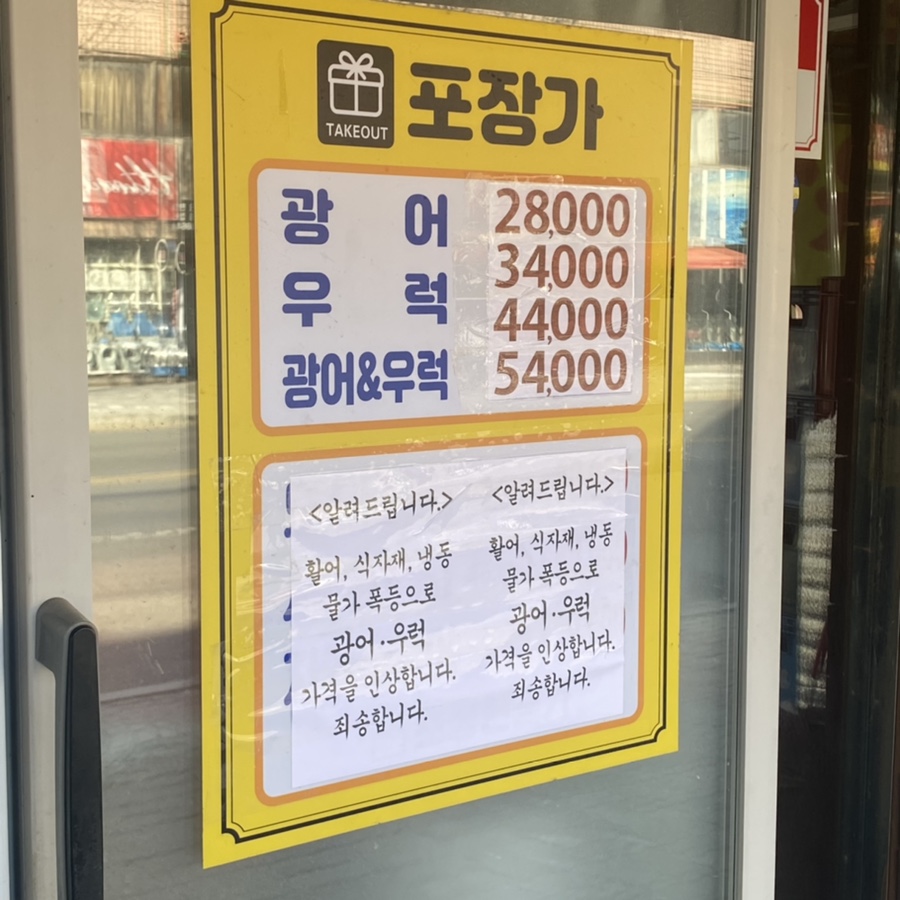 TAKEOUT
포장가
광어 28,000
34,000
우럭 44,000
광어&우럭 54,000
<알려드립니다.>
활어, 식자재, 냉동
물가 폭등으로
광어·우럭
가격을 인상합니다.
죄송합니다.
<알려드립니다.>
활어, 식자재, 냉동
물가 폭등으로
광어·우럭
가격을 인상합니다.
죄송합니다.